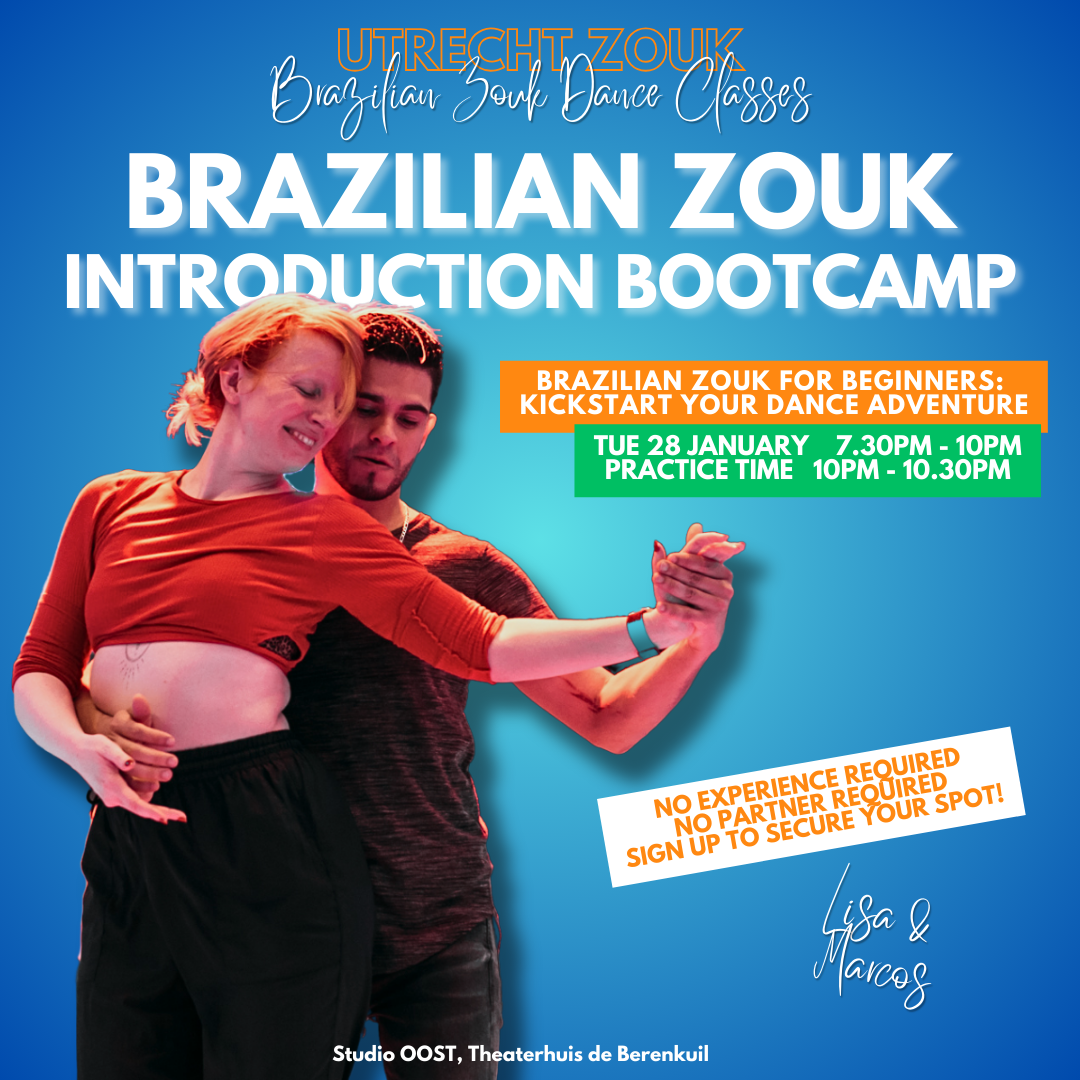 UTRECHT ZOUK
Brazilian Zouk Dance Classes
BRAZILIAN ZOUK
INTRODUCTION BOOTCAMP
BRAZILIAN ZOUK FOR BEGINNERS:
KICKSTART YOUR DANCE ADVENTURE
TUE 28 JANUARY 7.30PM - 10PM
PRACTICE TIME 10PM - 10.30PM
NO EXPERIENCE REQUIRED
NO PARTNER REQUIRED
SIGN UP TO SECURE YOUR SPOT!
Lisa &
Marcos
Studio OOST, Theaterhuis de Berenkuil